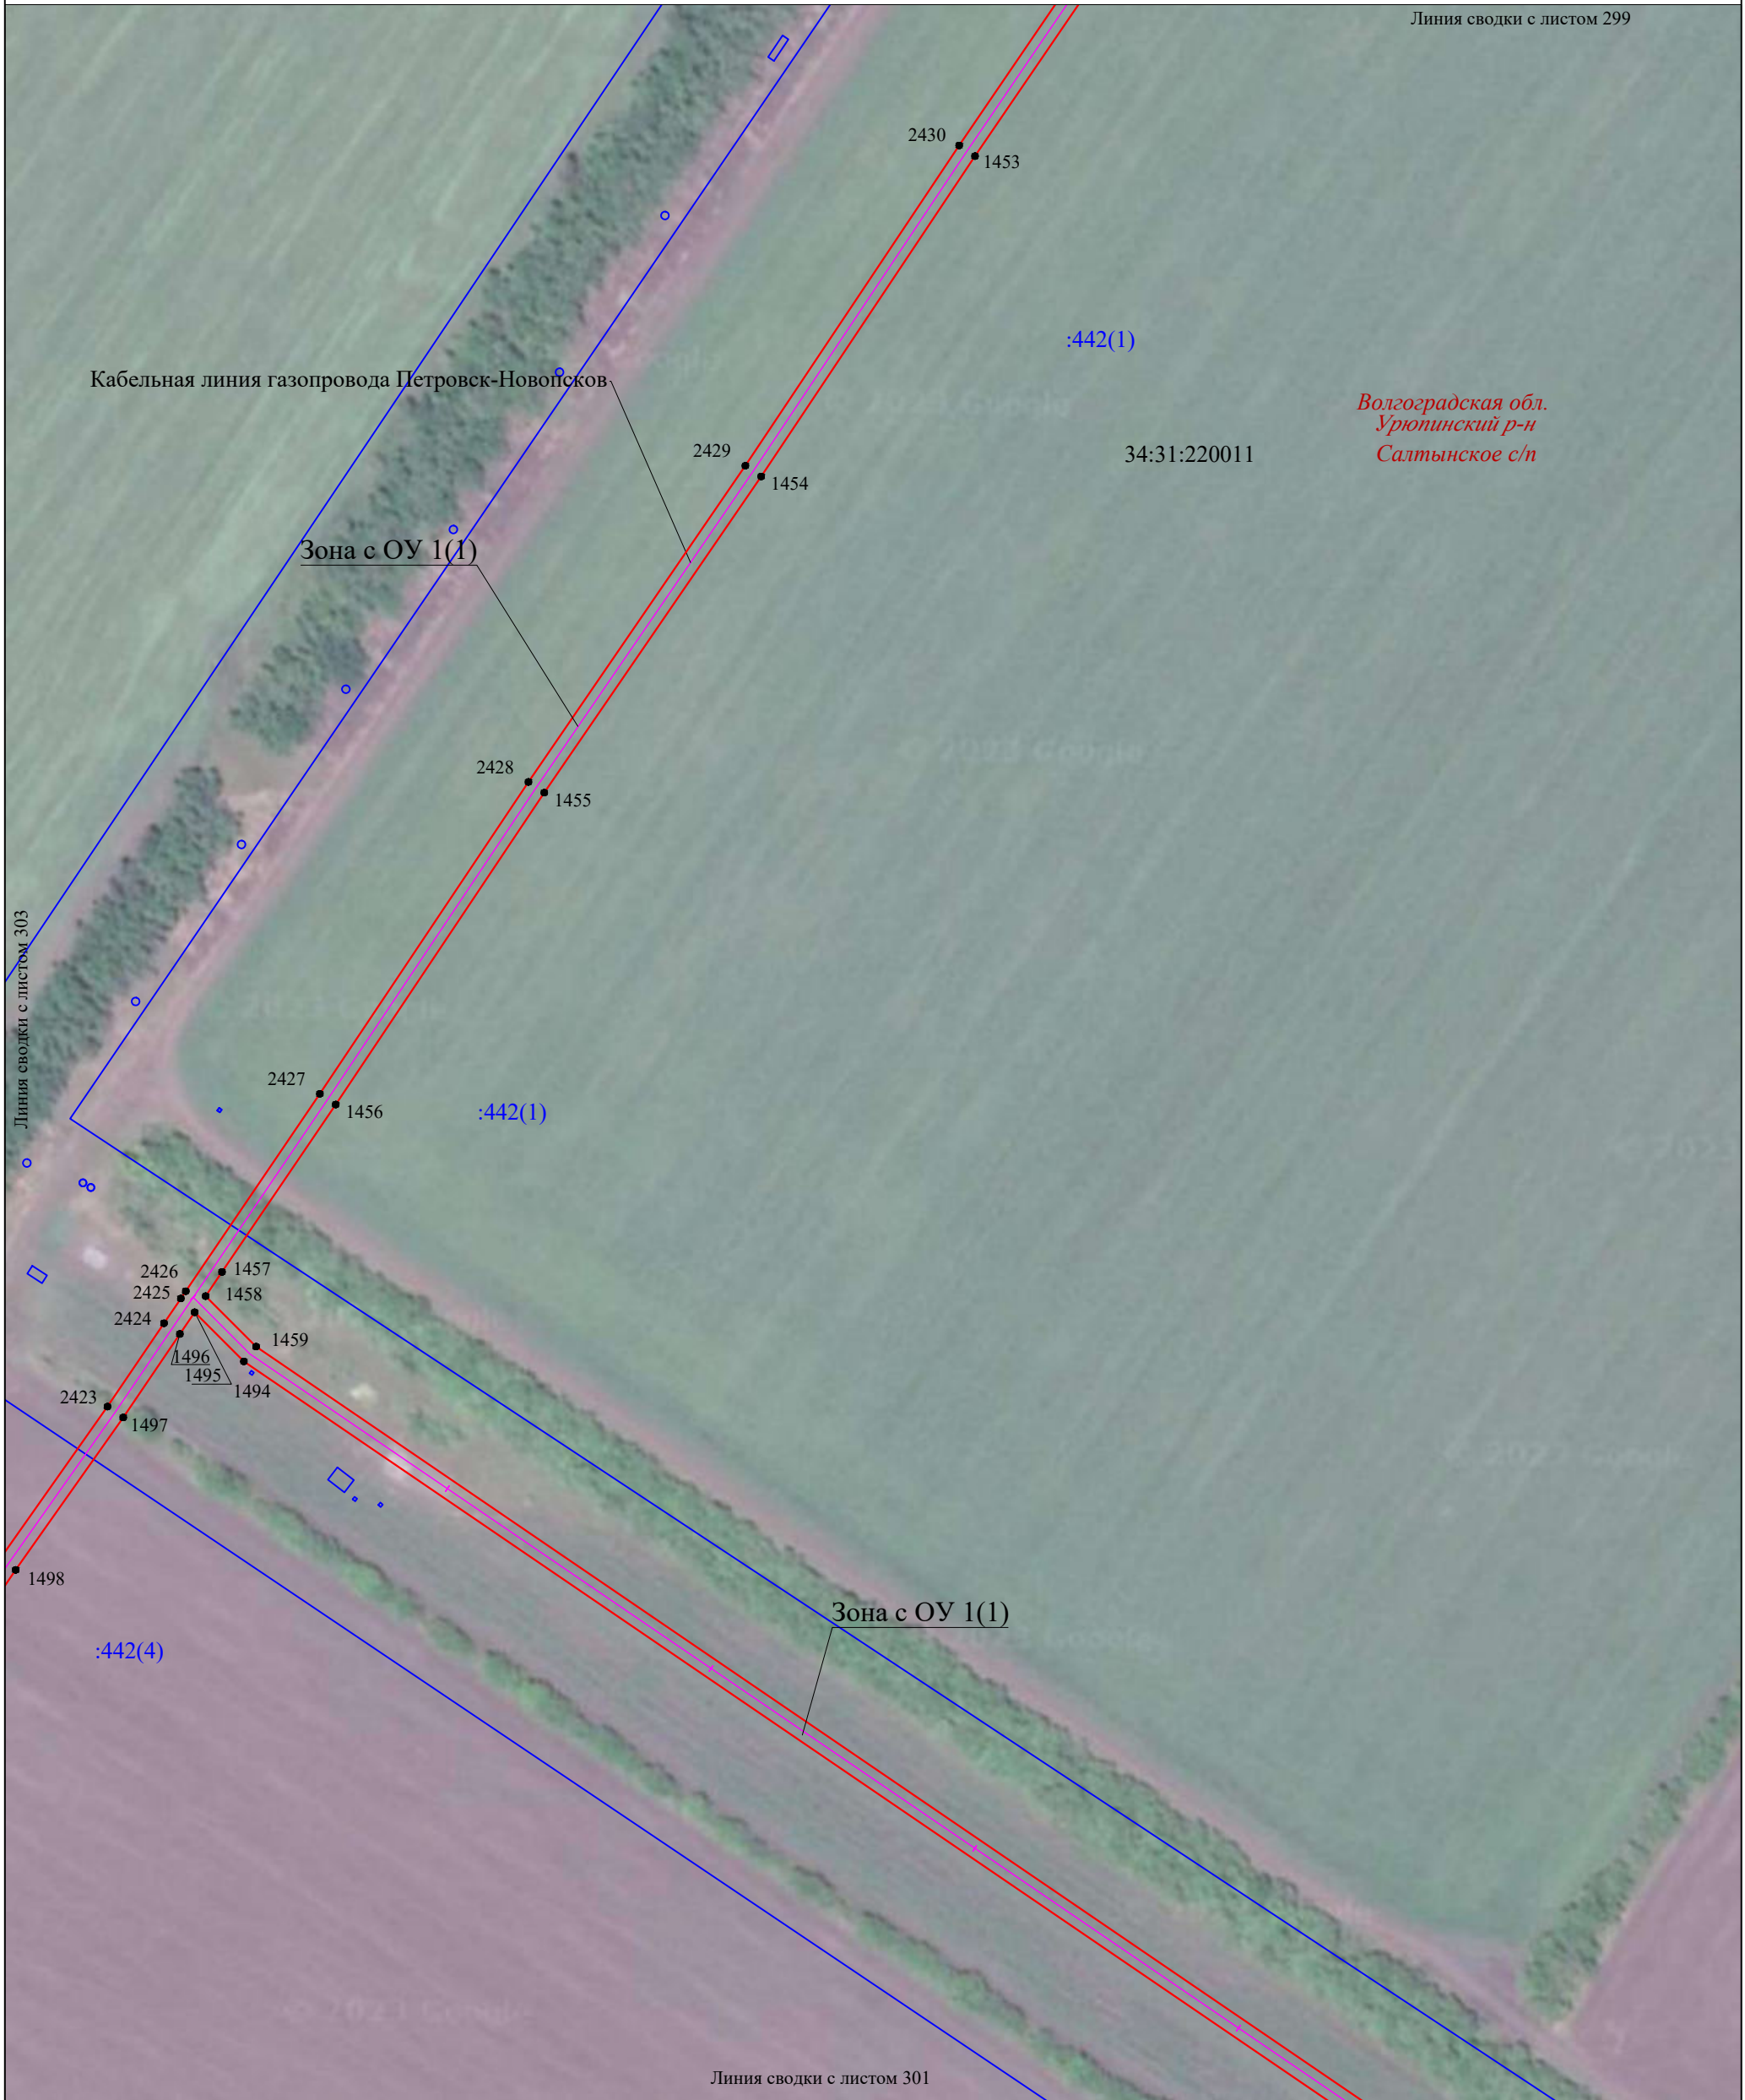 Линия сводки с листом 299
2430
1453
:442(1)
Кабельная линия газопровода Петровск-Новопсков
Волгоградская обл.
Урюпинский р-н
Салтынское с/п
34:31:220011
2429
1454
Зона с ОУ 1(1)
2428
1455
Линия сводки с листом 303
2427
1456
:442(1)
2426
1457
2425
1458
2424
1459
1496
1495
1494
2423
1497
1498
Зона с ОУ 1(1)
:442(4)
Линия сводки с листом 301